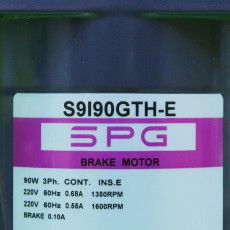 S9I90GTH-E
SPG
BRAKE MOTOR
90W 3Ph. CONT. INS.E
220V 50Hz 0.68A 1350RPM
220V 60Hz 0.55A 1600RPM
BRAKE 0.10A